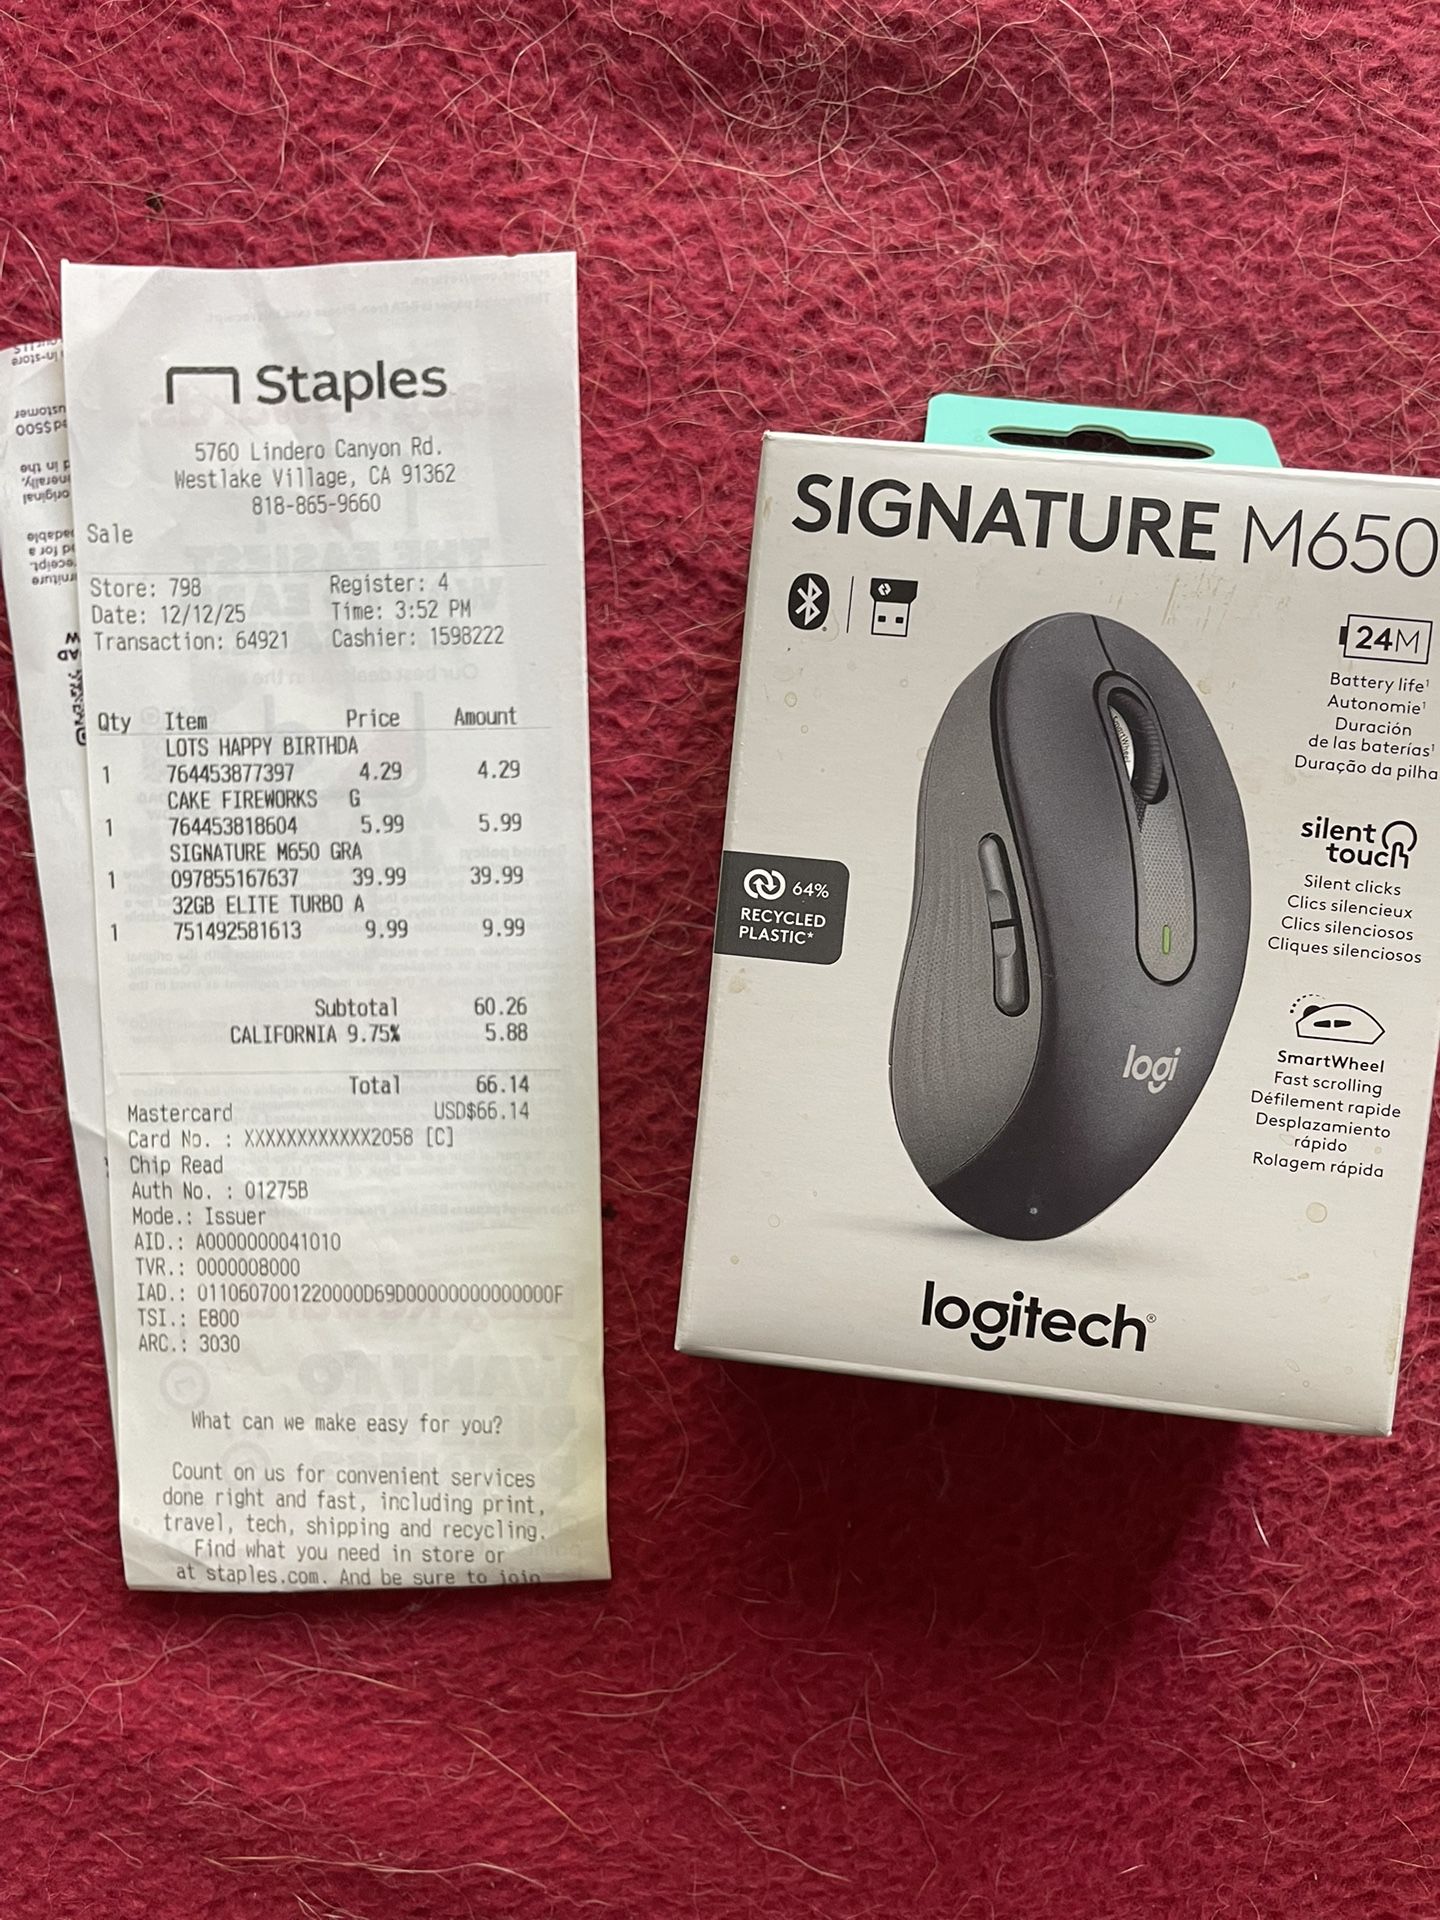 Staples
5760 Lindero Canyon Rd.
Westlake Village, CA 91362
818-865-9660
Sale
Store: 798 Register: 4
Date: 12/12/25 Time: 3:52 PM
Transaction: 64921 Cashier: 1598222
Qty Item Price Amount
LOTS HAPPY BIRTHDA
1 764453877397 4.29 4.29
CAKE FIREWORKS G
1 764453818604 5.99 5.99
SIGNATURE M650 GRA
1 097855167637 39.99 39.99
32GB ELITE TURBO A
1 751492581613 9.99 9.99
Subtotal 60.26
CALIFORNIA 9.75% 5.88
Total 66.14
Mastercard USD$66.14
Card No. : XXXXXXXXXXXX2058 [C]
Chip Read
Auth No. : 01275B
Mode.: Issuer
AID.: A0000000041010
TVR.: 0000008000
IAD.: 0110607001220000D69D00000000000000F
TSI.: E800
ARC.: 3030
What can we make easy for you?
Count on us for convenient services
done right and fast, including print,
travel, tech, shipping and recycling.
Find what you need in store or
at staples.com. And be sure to join
SIGNATURE M650
24M
Battery life¹
Autonomie¹
Duración
de las baterías¹
Duração da pilha
silent
touch
Silent clicks
Clics silencieux
Clics silenciosos
Cliques silenciosos
SmartWheel
Fast scrolling
Défilement rapide
Desplazamiento
rápido
Rolagem rápida
64%
RECYCLED
PLASTIC*
SmartWheel
logi
logitech®